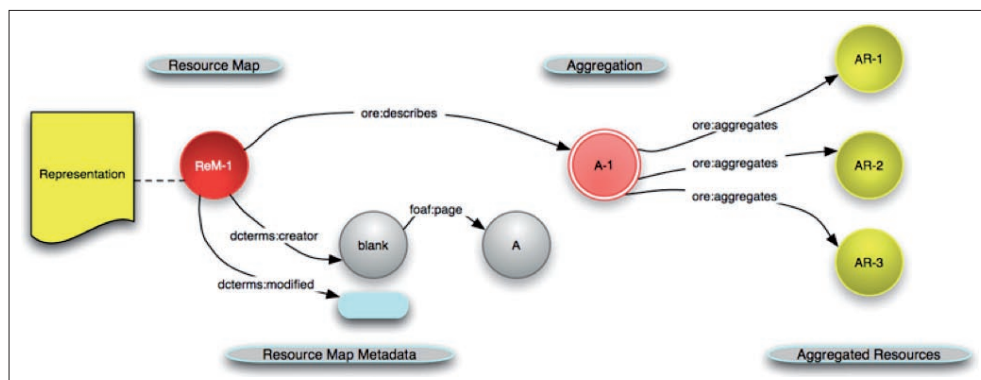 Resource Map
Aggregation
AR-1
ore:describes
ore:aggregates
Representation
ReM-1
A-1
ore:aggregates
AR-2
ore:aggregates
foaf:page
dcterms:creator
blank
A
AR-3
dcterms:modified
Resource Map Metadata
Aggregated Resources